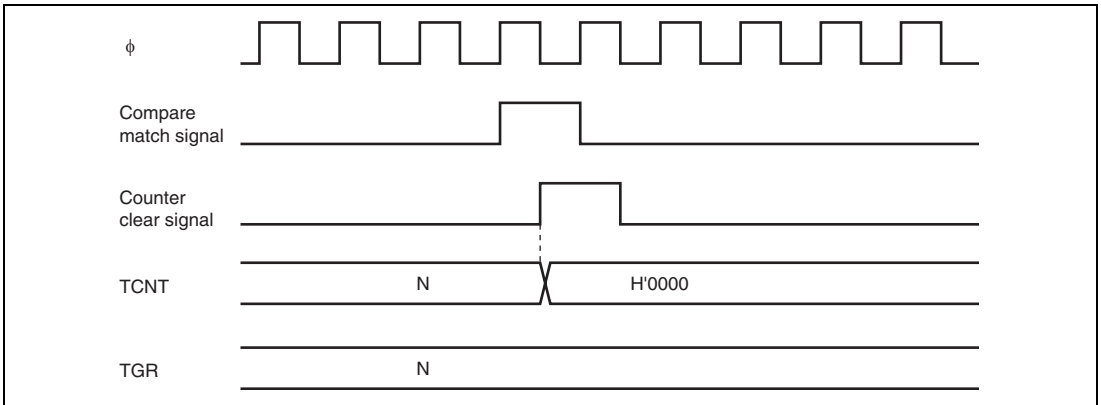 ϕ
Compare
match signal
Counter
clear signal
TCNT
N
H'0000
TGR
N